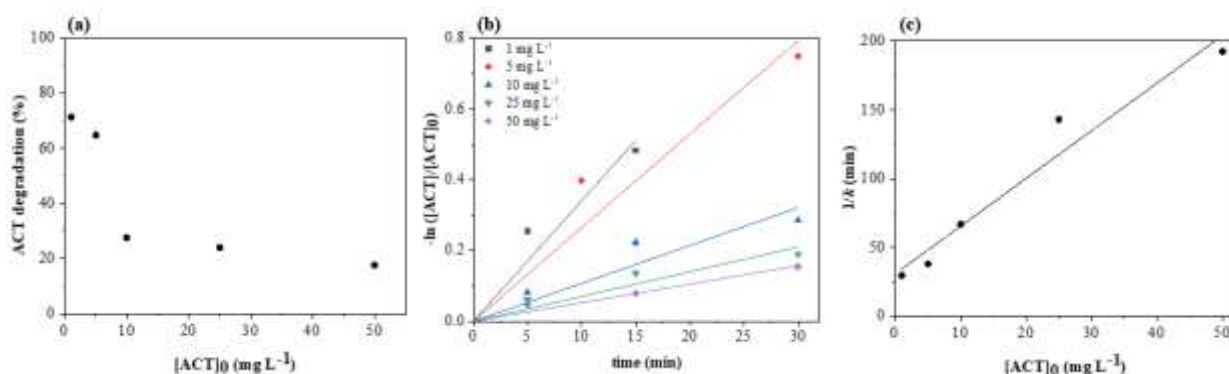 (a)
100
80
60
40
20
0
0 10 20 30 40 50
ACT degradation (%)
[ACT]0 (mg L-1)
(b)
1 mg L-1
5 mg L-1
10 mg L-1
25 mg L-1
50 mg L-1
0.8
0.6
0.4
0.2
0.0
0 5 10 15 20 25 30
-ln ([ACT]/[ACT]0)
time (min)
(c)
200
150
100
50
0
0 10 20 30 40 50
1/k (min)
[ACT]0 (mg L-1)